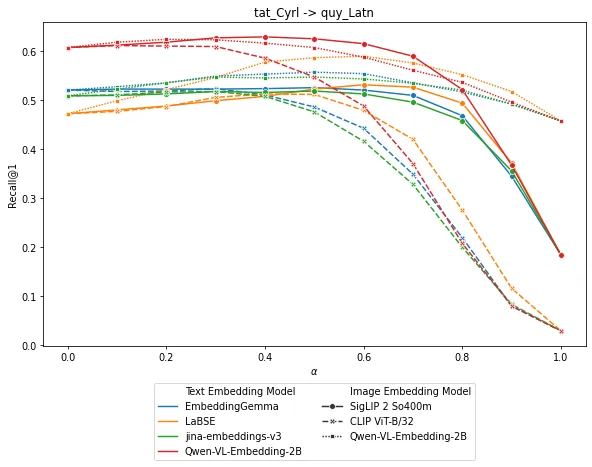 tat_Cyrl -> quy_Latn
Recall@1
0.6
0.5
0.4
0.3
0.2
0.1
0.0
0.0 0.2 0.4 0.6 0.8 1.0
α
Text Embedding Model Image Embedding Model
EmbeddingGemma SigLIP 2 So400m
LaBSE CLIP ViT-B/32
jina-embeddings-v3 Qwen-VL-Embedding-2B
Qwen-VL-Embedding-2B